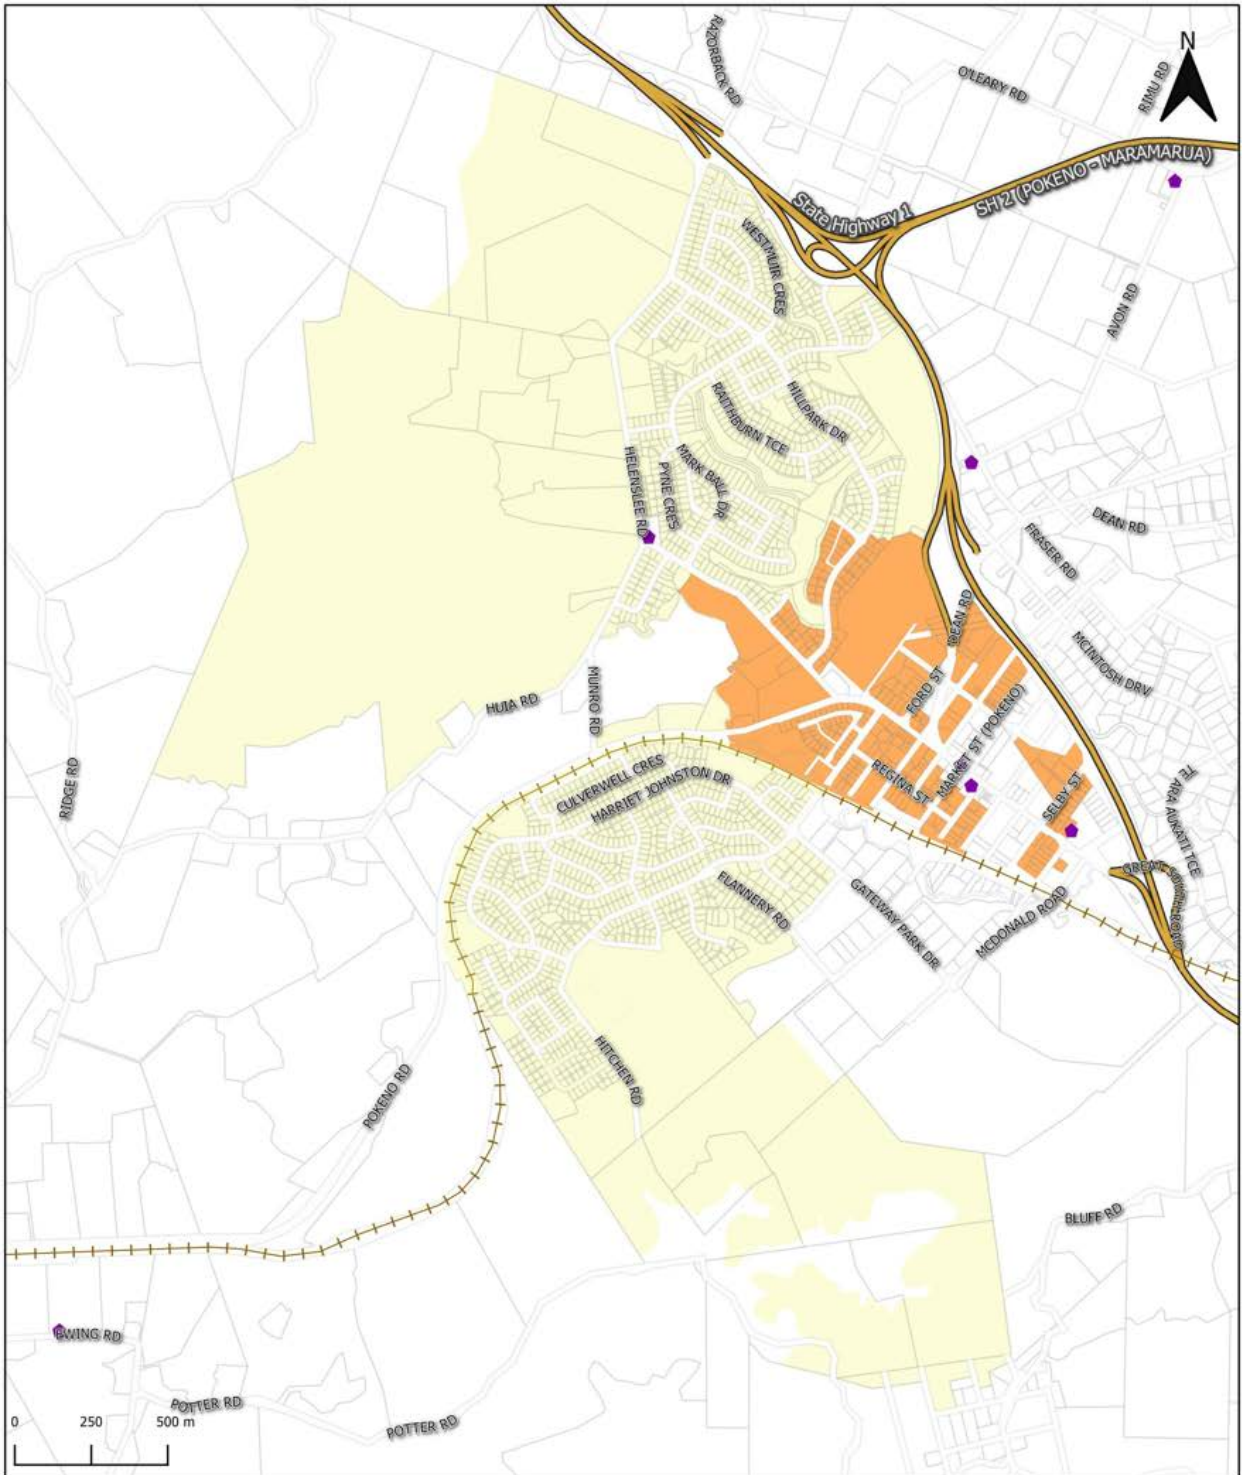 N
RAZORBACK RD
O'LEARY RD
RIMU RD
SH 2 (POKENO - MARAMARUA)
State Highway 1
WESTMUIR CRES
AVON RD
RAITHBURN TCE
HILLPARK DR
HELENSLEE RD
PYNE CRES
MARK BALL DR
DEAN RD
FRASER RD
DEAN RD
MCINTOSH DRV
MUNRO RD
HUIA RD
FORD ST
MARKET ST (POKENO)
REGINA ST
SELBY ST
TE ARA AUKATI TCE
RIDGE RD
CULVERWELL CRES
HARRIET JOHNSTON DR
FLANNERY RD
GATEWAY PARK DR
MCDONALD ROAD
GREAT SOUTH ROAD
HITCHEN RD
POKENO RD
BLUFF RD
EWING RD
POTTER RD
POTTER RD
0 250 500 m